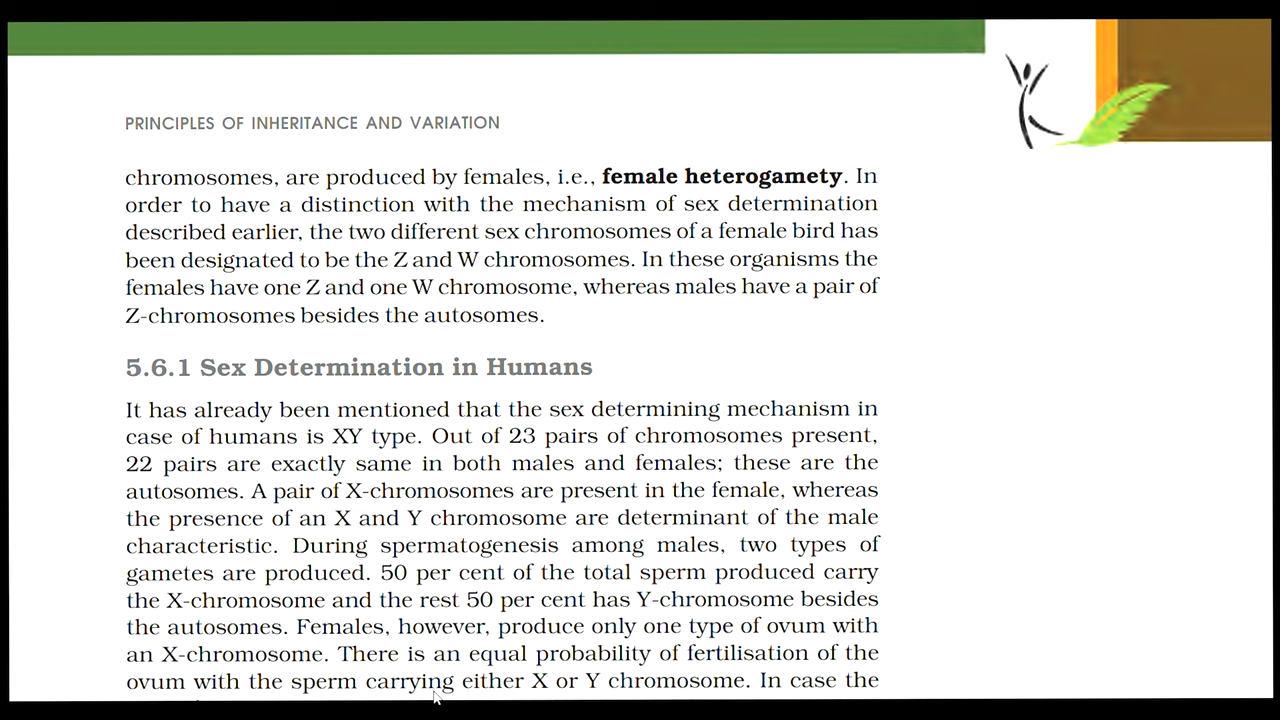 PRINCIPLES OF INHERITANCE AND VARIATION
chromosomes, are produced by females, i.e., female heterogamety. In
order to have a distinction with the mechanism of sex determination
described earlier, the two different sex chromosomes of a female bird has
been designated to be the Z and W chromosomes. In these organisms the
females have one Z and one W chromosome, whereas males have a pair of
Z-chromosomes besides the autosomes.
5.6.1 Sex Determination in Humans
It has already been mentioned that the sex determining mechanism in
case of humans is XY type. Out of 23 pairs of chromosomes present,
22 pairs are exactly same in both males and females; these are the
autosomes. A pair of X-chromosomes are present in the female, whereas
the presence of an X and Y chromosome are determinant of the male
characteristic. During spermatogenesis among males, two types of
gametes are produced. 50 per cent of the total sperm produced carry
the X-chromosome and the rest 50 per cent has Y-chromosome besides
the autosomes. Females, however, produce only one type of ovum with
an X-chromosome. There is an equal probability of fertilisation of the
ovum with the sperm carrying either X or Y chromosome. In case the